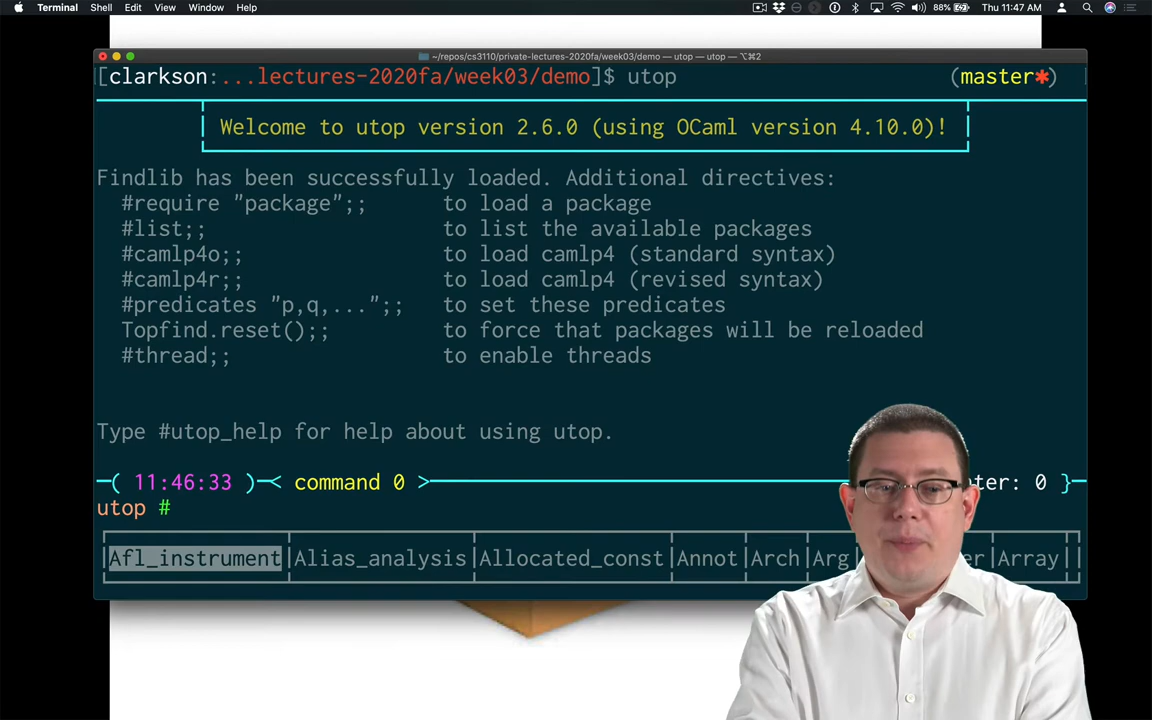 Terminal Shell Edit View Window Help 88% Thu 11:47 AM
~/repos/cs3110/private-lectures-2020fa/week03/demo — utop — utop — ⌥⌘2
[clarkson:...lectures-2020fa/week03/demo]$ utop (master✱)
Welcome to utop version 2.6.0 (using OCaml version 4.10.0)!
Findlib has been successfully loaded. Additional directives:
#require "package";; to load a package
#list;; to list the available packages
#camlp4o;; to load camlp4 (standard syntax)
#camlp4r;; to load camlp4 (revised syntax)
#predicates "p,q,...";; to set these predicates
Topfind.reset();; to force that packages will be reloaded
#thread;; to enable threads
Type #utop_help for help about using utop.
─( 11:46:33 )─< command 0 >─ ter: 0 }─
utop #
Afl_instrument Alias_analysis Allocated_const Annot Arch Arg er Array